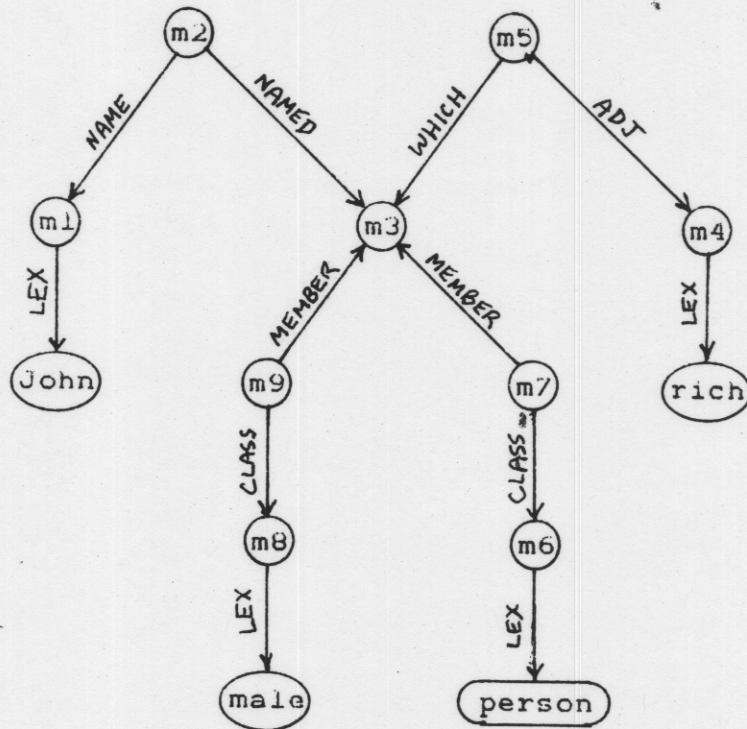 m2 m5
NAME NAMED WHICH ADJ
m1 m3 m4
LEX MEMBER MEMBER LEX
John m9 m7 rich
CLASS CLASS
m8 m6
LEX LEX
male person